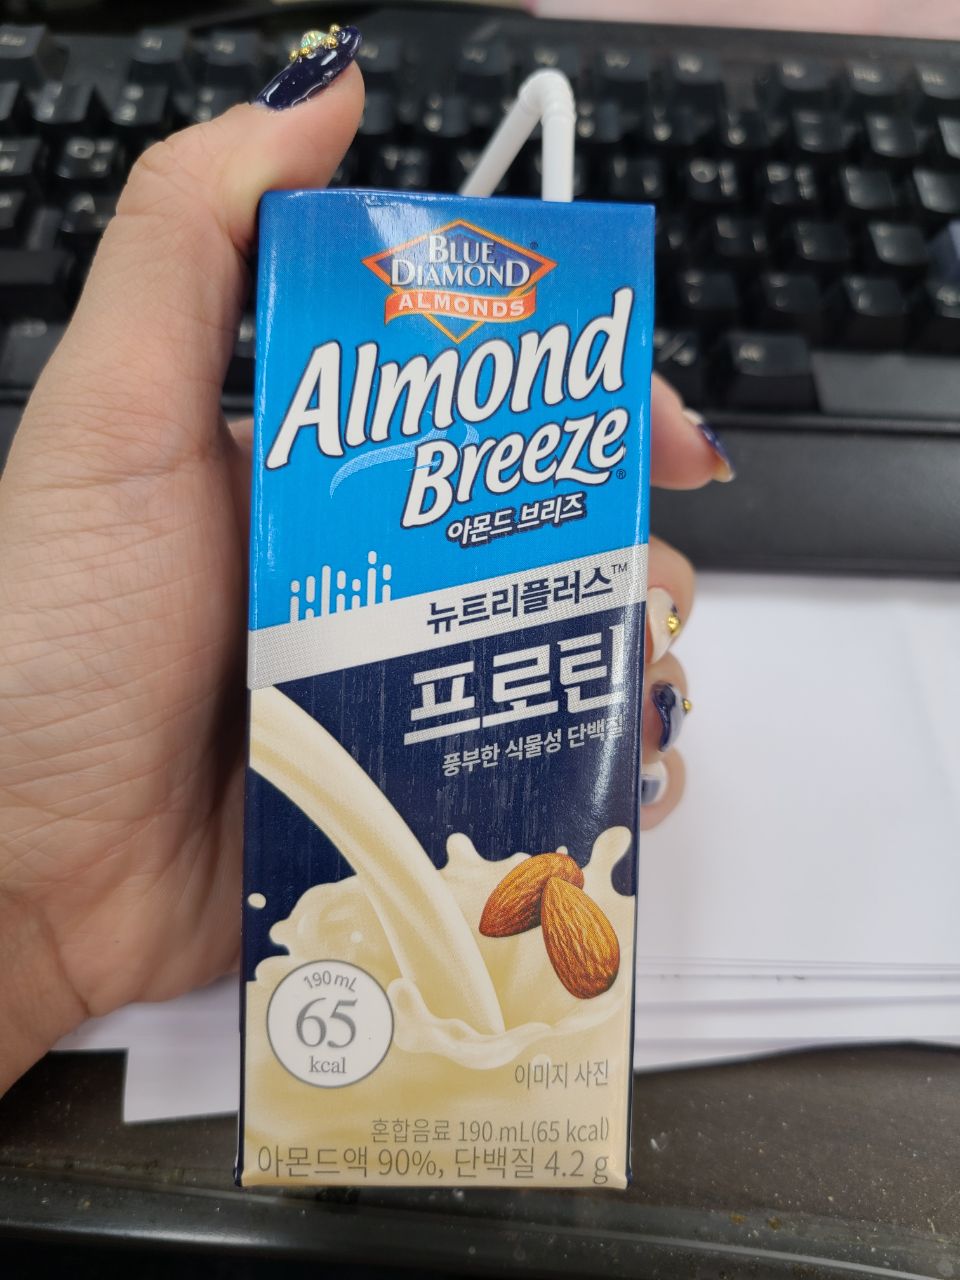 BLUE
DIAMOND®
ALMONDS
Almond
Breeze®
아몬드 브리즈
뉴트리플러스™
프로틴
풍부한 식물성 단백질
190 mL
65
kcal
이미지 사진
혼합음료 190 mL(65 kcal)
아몬드액 90%, 단백질 4.2 g